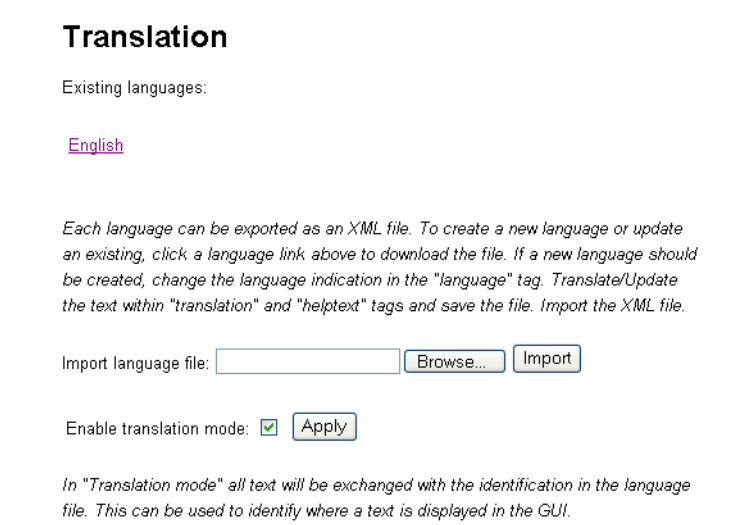 Translation
Existing languages:
English
Each language can be exported as an XML file. To create a new language or update
an existing, click a language link above to download the file. If a new language should
be created, change the language indication in the "language" tag. Translate/Update
the text within "translation" and "helptext" tags and save the file. Import the XML file.
Import language file: Browse... Import
Enable translation mode: Apply
In "Translation mode" all text will be exchanged with the identification in the language
file. This can be used to identify where a text is displayed in the GUI.